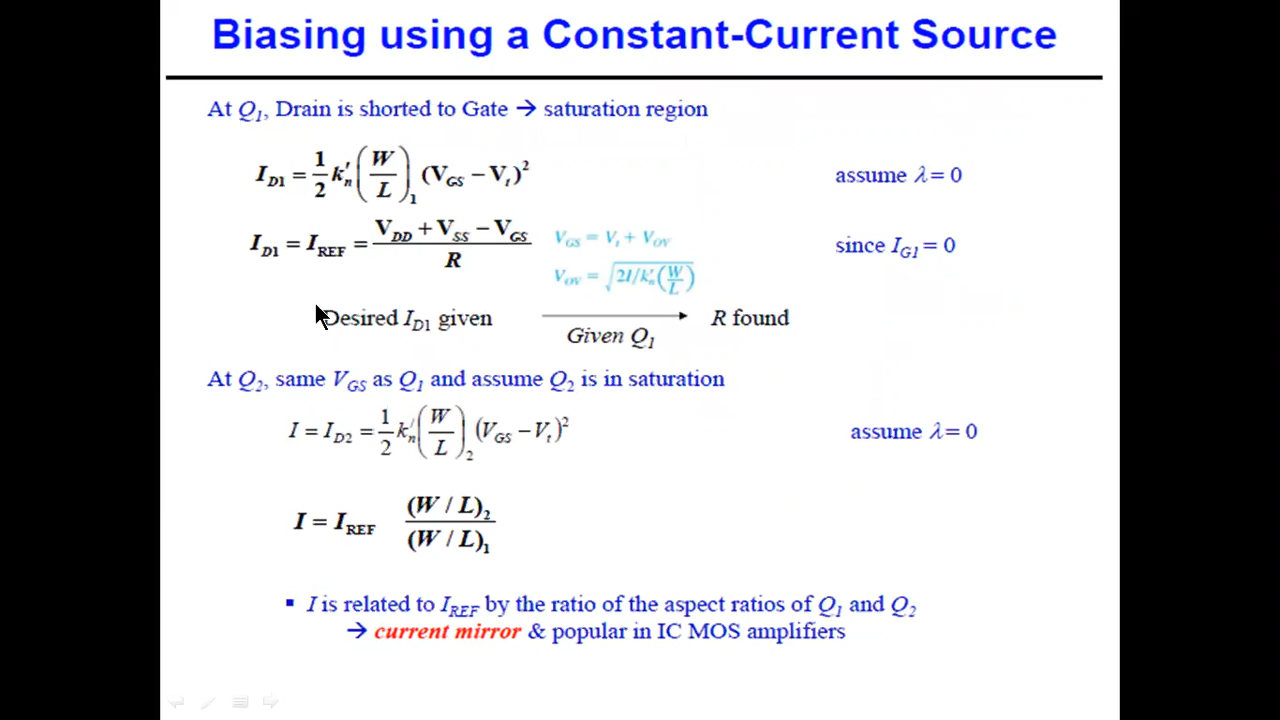 Biasing using a Constant-Current Source
At Q1, Drain is shorted to Gate → saturation region
I_D1 = 1/2 k'_n (W/L)_1 (V_GS − V_t)^2 assume λ = 0
I_D1 = I_REF = (V_DD + V_SS − V_GS)/R since I_G1 = 0
V_GS = V_t + V_OV
V_OV = √(2I/k'_n(W/L))
Desired I_D1 given → R found
Given Q1
At Q2, same V_GS as Q1 and assume Q2 is in saturation
I = I_D2 = 1/2 k'_n (W/L)_2 (V_GS − V_t)^2 assume λ = 0
I = I_REF (W / L)_2 / (W / L)_1
▪ I is related to I_REF by the ratio of the aspect ratios of Q1 and Q2
→ current mirror & popular in IC MOS amplifiers